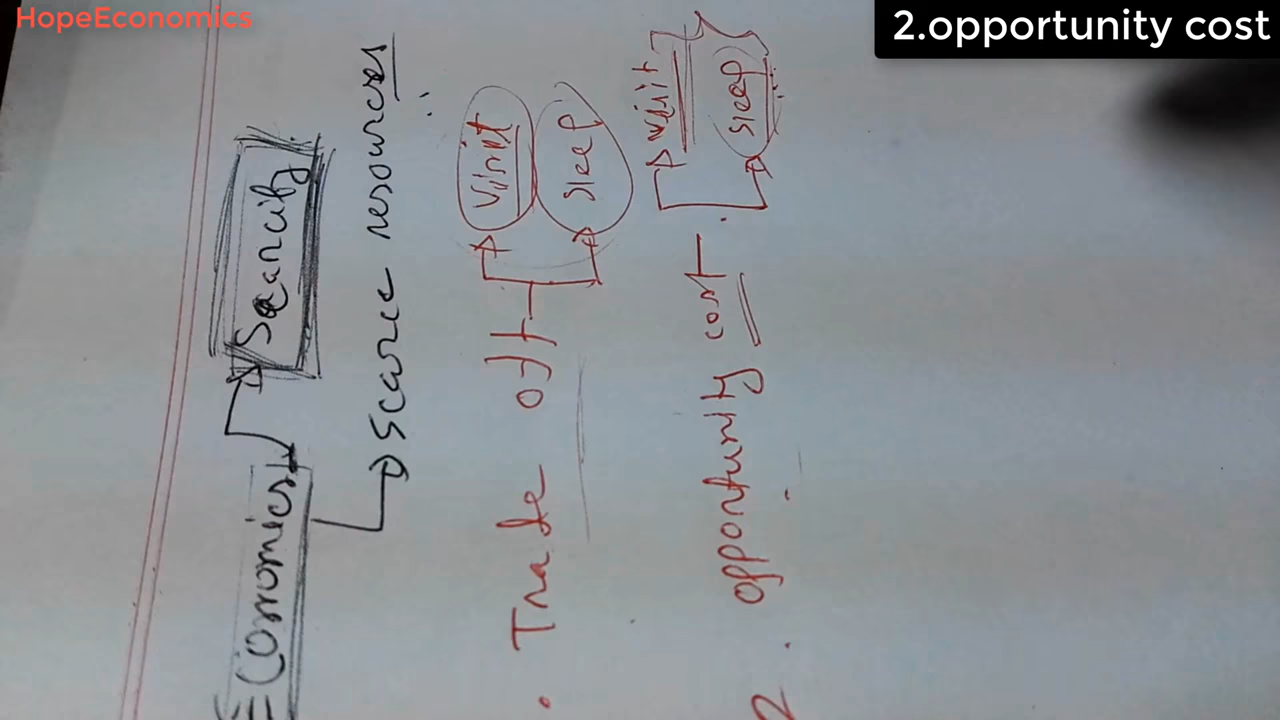 HopeEconomics
2.opportunity cost
Economics
Scarcity
Scarce resources
Trade off
Visit
Sleep
2. opportunity cost
visit
sleep